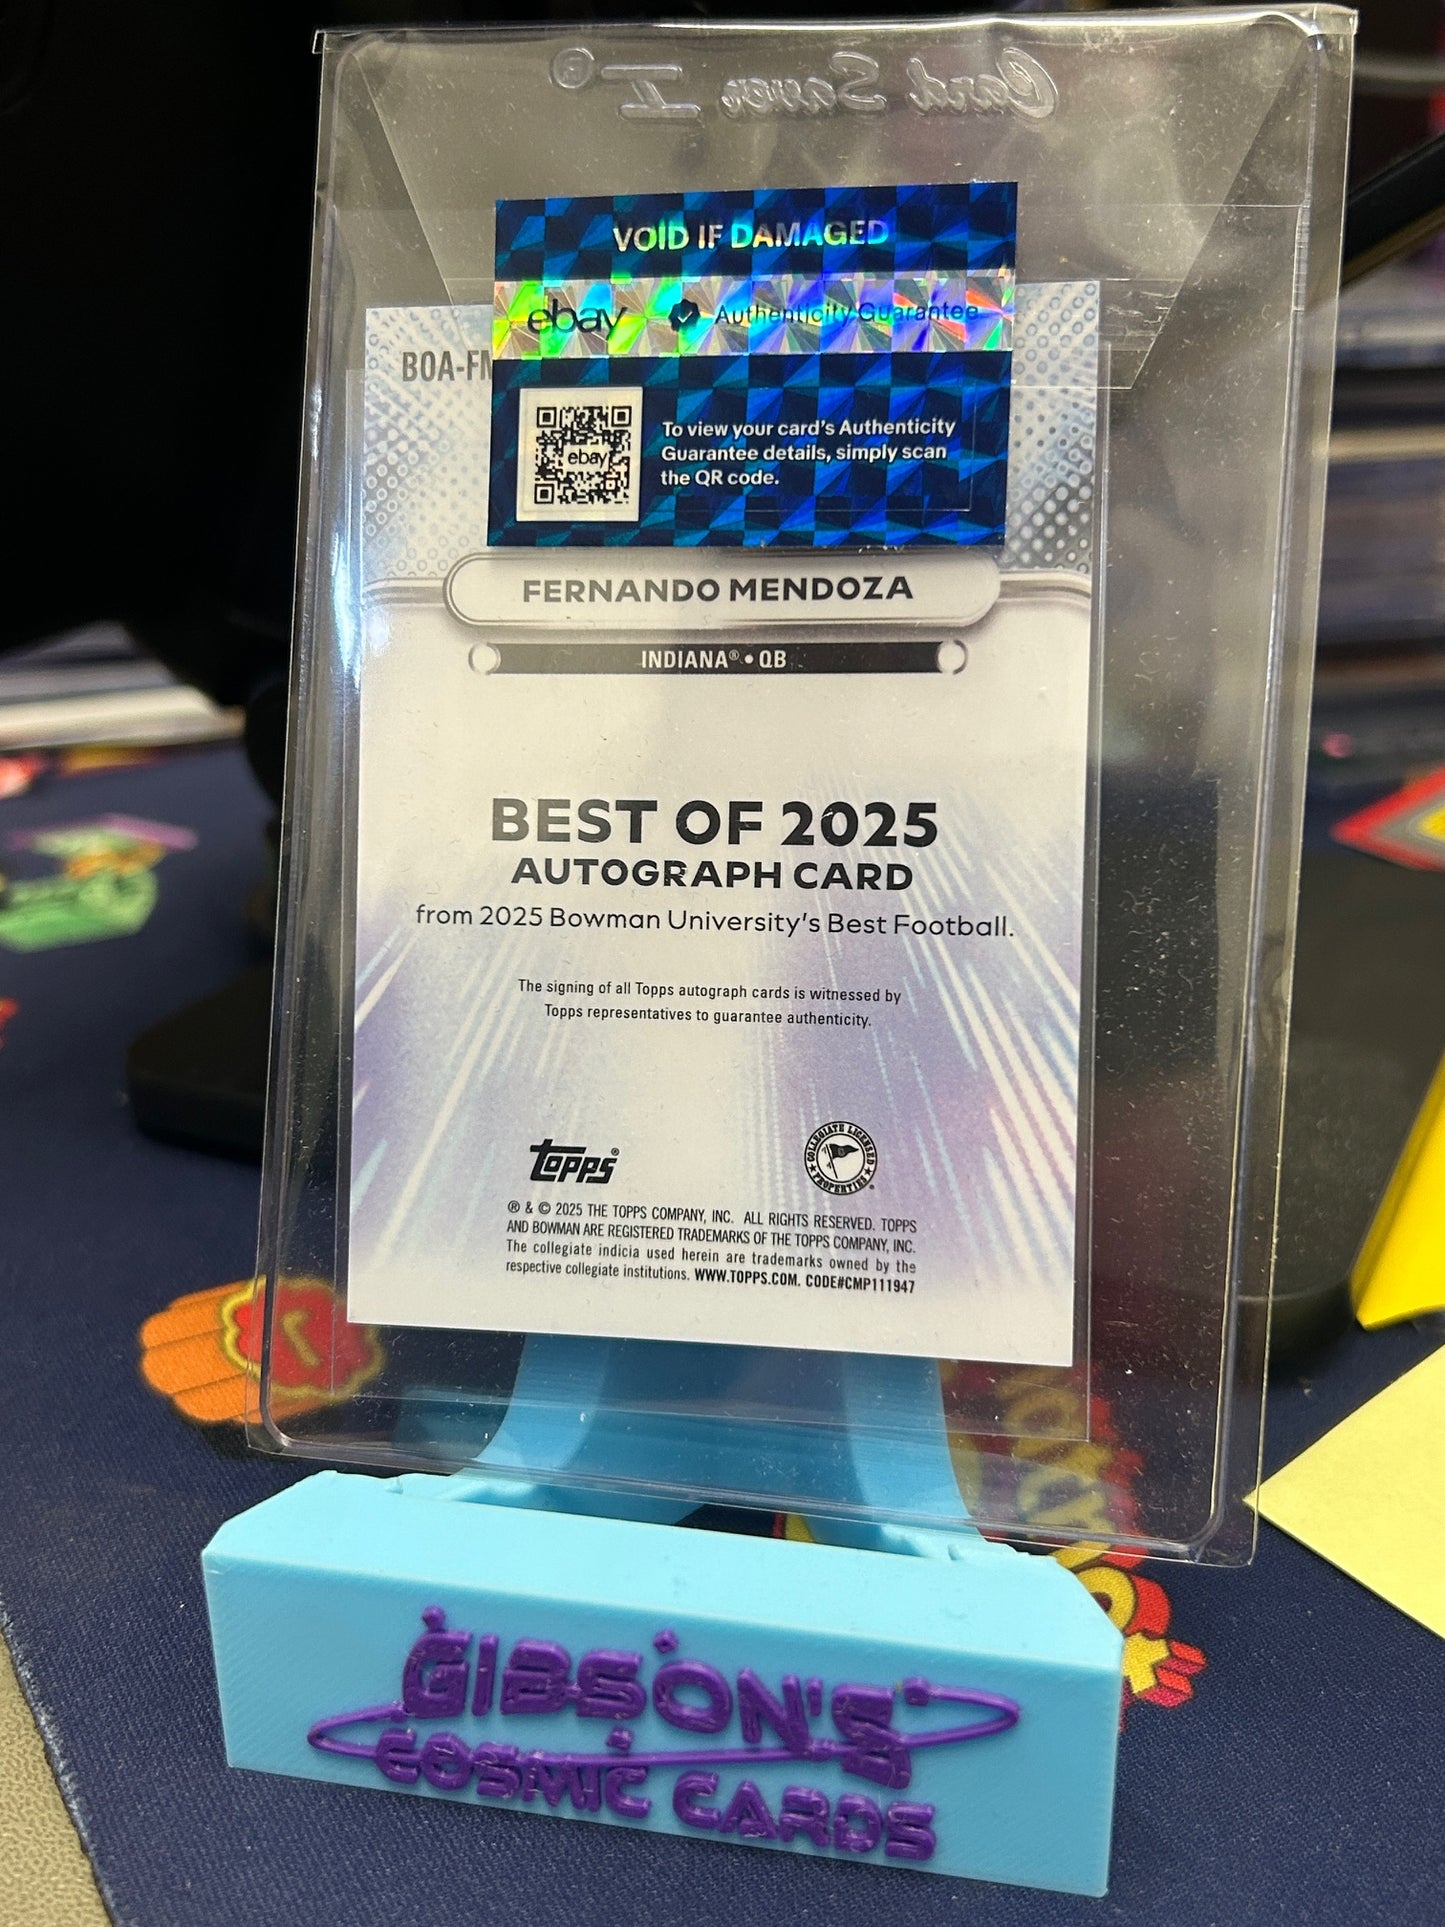 Card Saver I®
VOID IF DAMAGED
ebay Authenticity Guarantee
BOA-FM
ebay
To view your card's Authenticity
Guarantee details, simply scan
the QR code.
FERNANDO MENDOZA
INDIANA® • QB
BEST OF 2025
AUTOGRAPH CARD
from 2025 Bowman University's Best Football.
The signing of all Topps autograph cards is witnessed by
Topps representatives to guarantee authenticity.
Topps®
COLLEGIATE LICENSED PROPERTIES®
® & © 2025 THE TOPPS COMPANY, INC. ALL RIGHTS RESERVED. TOPPS
AND BOWMAN ARE REGISTERED TRADEMARKS OF THE TOPPS COMPANY, INC.
The collegiate indicia used herein are trademarks owned by the
respective collegiate institutions. WWW.TOPPS.COM. CODE#CMP111947
GIBSON'S
COSMIC CARDS